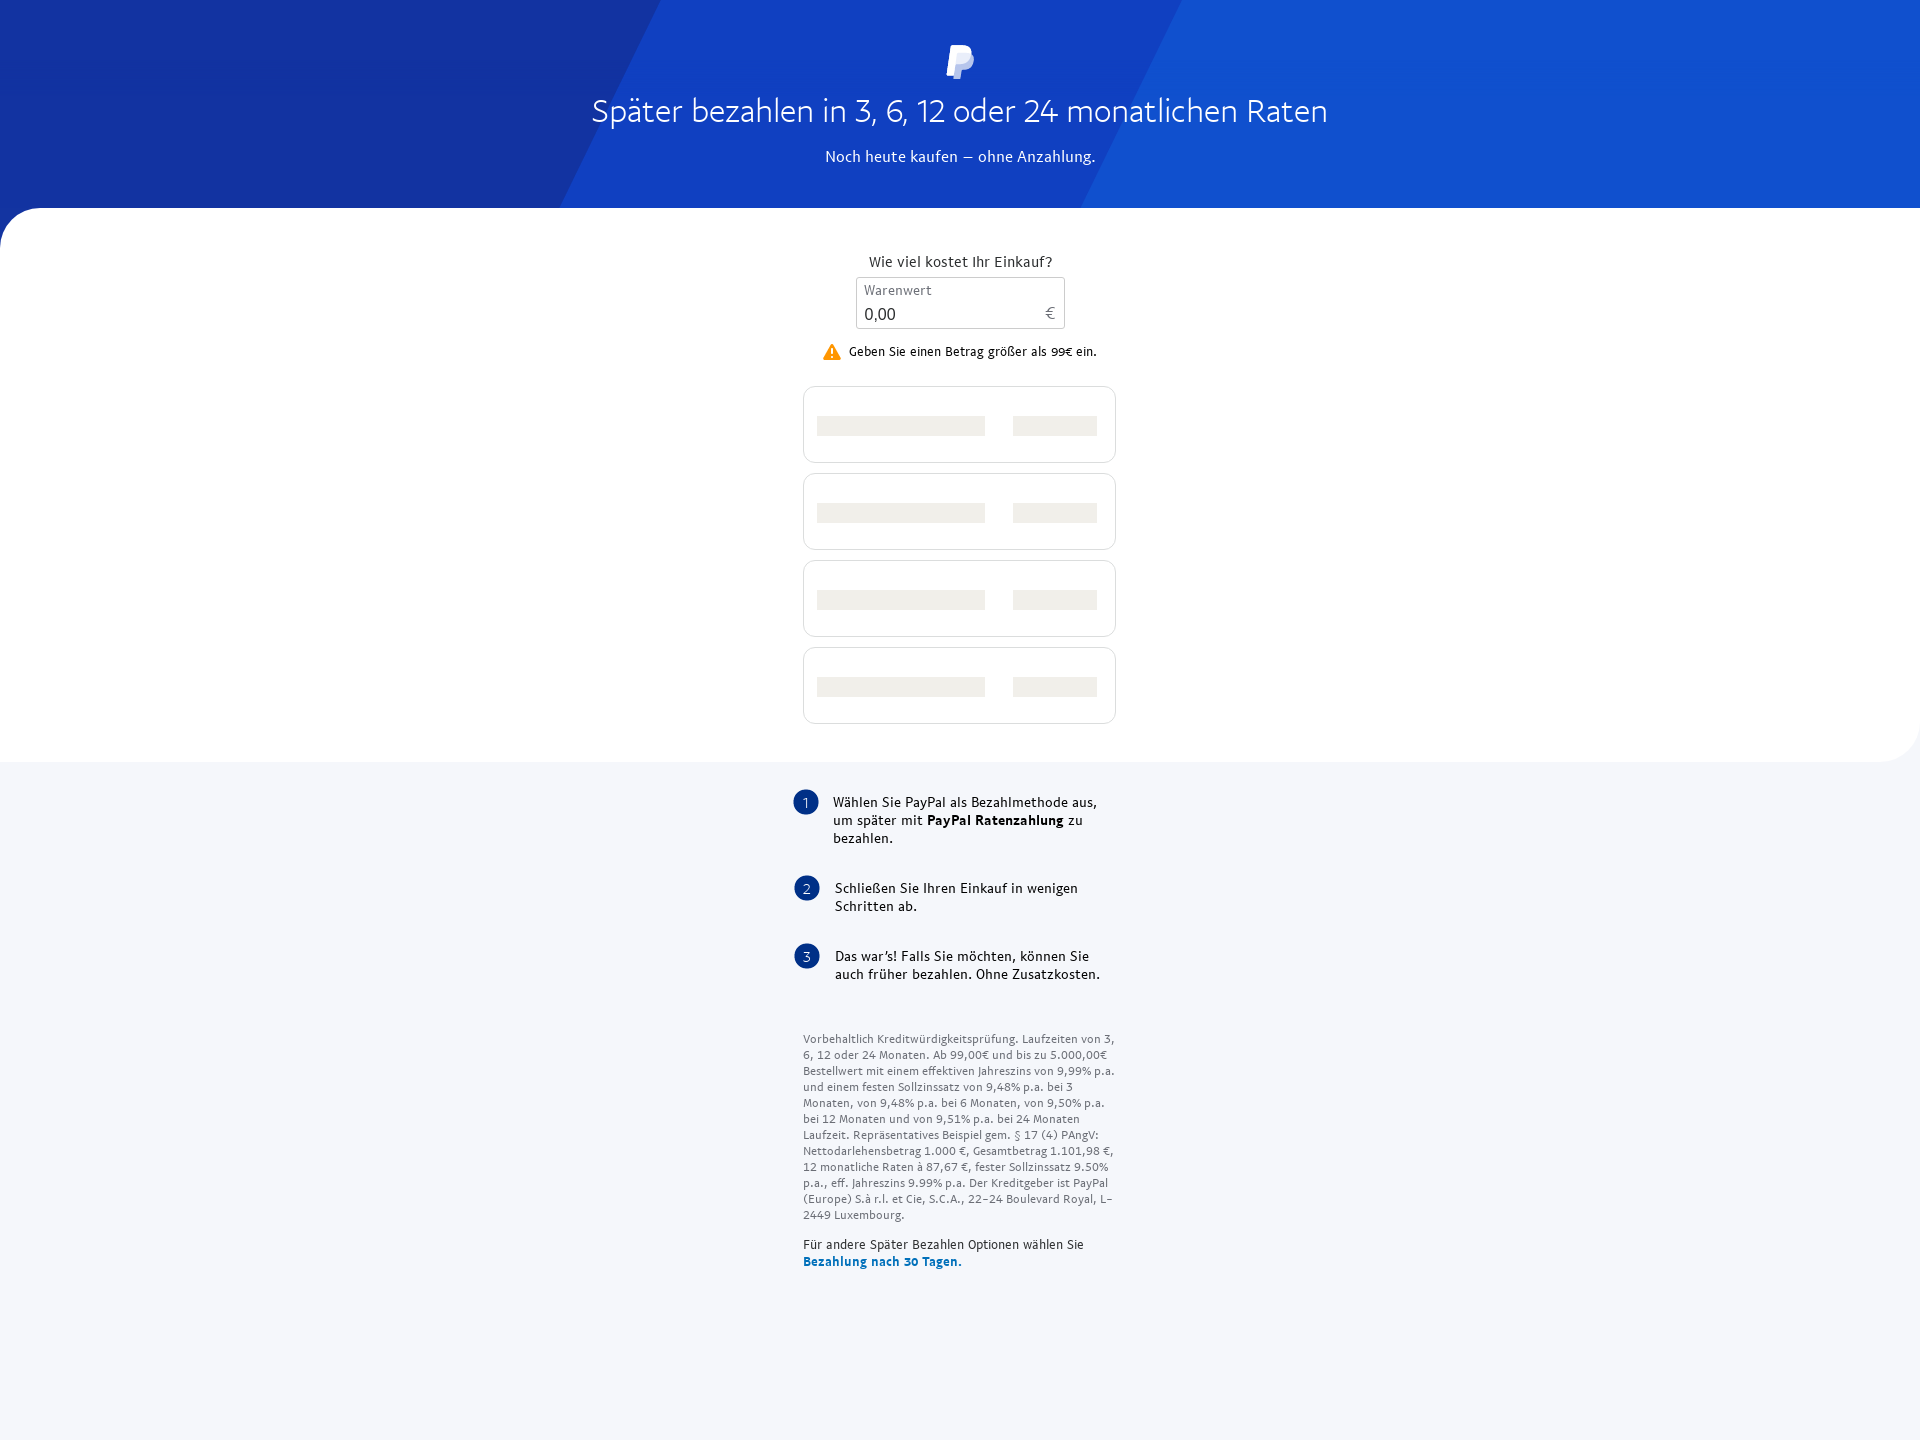 Später bezahlen in 3, 6, 12 oder 24 monatlichen Raten
Noch heute kaufen – ohne Anzahlung.
Wie viel kostet Ihr Einkauf?
Warenwert
0,00 €
Geben Sie einen Betrag größer als 99€ ein.
1 Wählen Sie PayPal als Bezahlmethode aus,
um später mit PayPal Ratenzahlung zu
bezahlen.
2 Schließen Sie Ihren Einkauf in wenigen
Schritten ab.
3 Das war’s! Falls Sie möchten, können Sie
auch früher bezahlen. Ohne Zusatzkosten.
Vorbehaltlich Kreditwürdigkeitsprüfung. Laufzeiten von 3,
6, 12 oder 24 Monaten. Ab 99,00€ und bis zu 5.000,00€
Bestellwert mit einem effektiven Jahreszins von 9,99% p.a.
und einem festen Sollzinssatz von 9,48% p.a. bei 3
Monaten, von 9,48% p.a. bei 6 Monaten, von 9,50% p.a.
bei 12 Monaten und von 9,51% p.a. bei 24 Monaten
Laufzeit. Repräsentatives Beispiel gem. § 17 (4) PAngV:
Nettodarlehensbetrag 1.000 €, Gesamtbetrag 1.101,98 €,
12 monatliche Raten à 87,67 €, fester Sollzinssatz 9.50%
p.a., eff. Jahreszins 9.99% p.a. Der Kreditgeber ist PayPal
(Europe) S.à r.l. et Cie, S.C.A., 22-24 Boulevard Royal, L-
2449 Luxembourg.
Für andere Später Bezahlen Optionen wählen Sie
Bezahlung nach 30 Tagen.